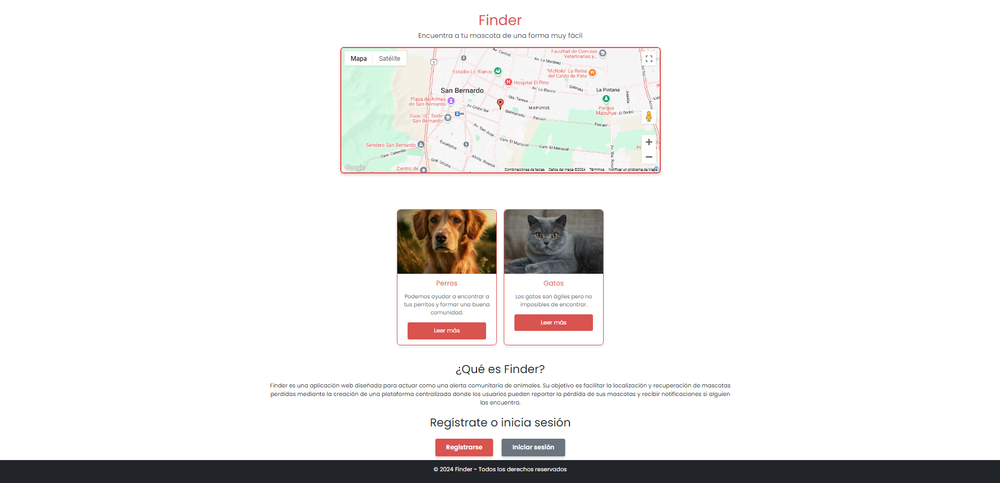 Finder
Encuentra a tu mascota de una forma muy fácil
Mapa Satélite
Av. Central
Facultad de Ciencias
Veterinarias y...
Av. Lo Martínez
5
Estadio Lo Blanco
"McNolo" La Reina
del Caldo de Pata
Hospital El Pino
Av. Lo Blanco
Gabriela
La Pintana
San Bernardo
Juanita
Sta. Teresa
Plaza de Armas
de San Bernardo
Av Colón Sur
MAPUHUE
Parque
Mapuhue
El Ombú
Balmaceda
Palcaví
Palcaví
Duoc UC. Sede
San Bernardo
Av. San José
Cam. El Mariscal
Cam. El Mariscal
Eucaliptus
Sendero San Bernardo
Cam. Catemito
Almte. Riveros
Gral. Urrutia
Av. Sta. Rosa
Centro de
Google
Combinaciones de teclas Datos del mapa ©2024 Términos Notificar un problema de Maps
Perros
Podemos ayudar a encontrar a
tus perritos y formar una buena
comunidad.
Leer más
Gatos
Los gatos son ágiles pero no
imposibles de encontrar.
Leer más
¿Qué es Finder?
Finder es una aplicación web diseñada para actuar como una alerta comunitaria de animales. Su objetivo es facilitar la localización y recuperación de mascotas
perdidas mediante la creación de una plataforma centralizada donde los usuarios pueden reportar la pérdida de sus mascotas y recibir notificaciones si alguien
las encuentra.
Regístrate o inicia sesión
Registrarse Iniciar sesión
© 2024 Finder - Todos los derechos reservados